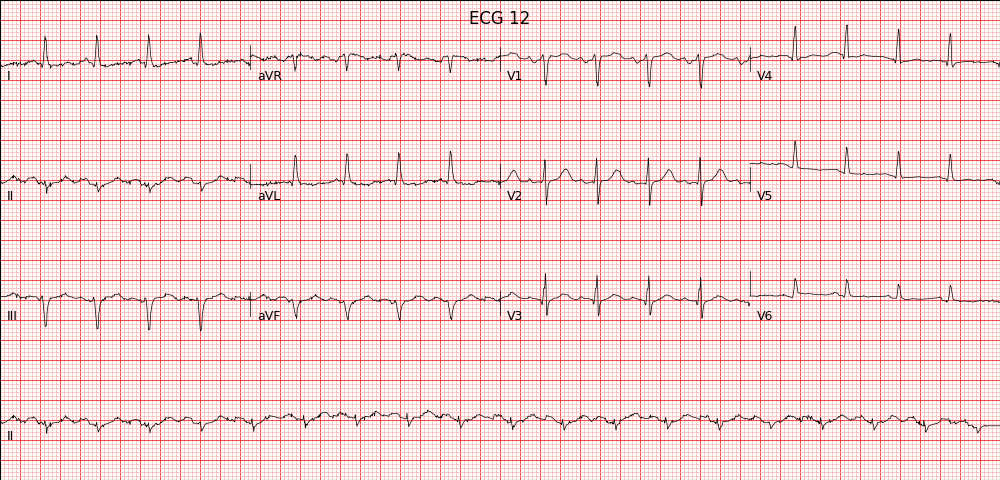 ECG 12
I aVR V1 V4
II aVL V2 V5
III aVF V3 V6
II